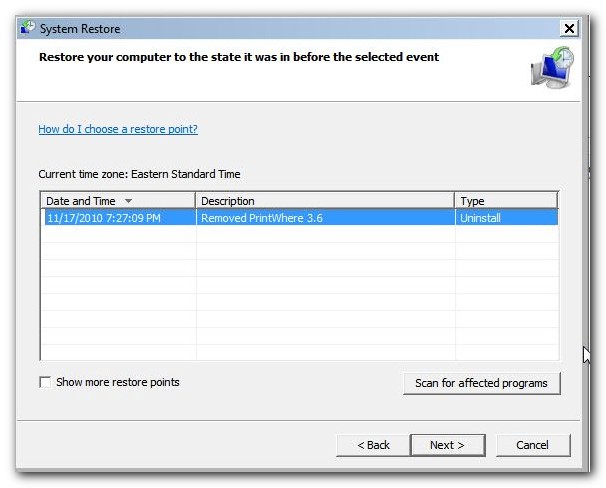 System Restore
Restore your computer to the state it was in before the selected event
How do I choose a restore point?
Current time zone: Eastern Standard Time
Date and Time Description Type
11/17/2010 7:27:09 PM Removed PrintWhere 3.6 Uninstall
Show more restore points Scan for affected programs
< Back Next > Cancel